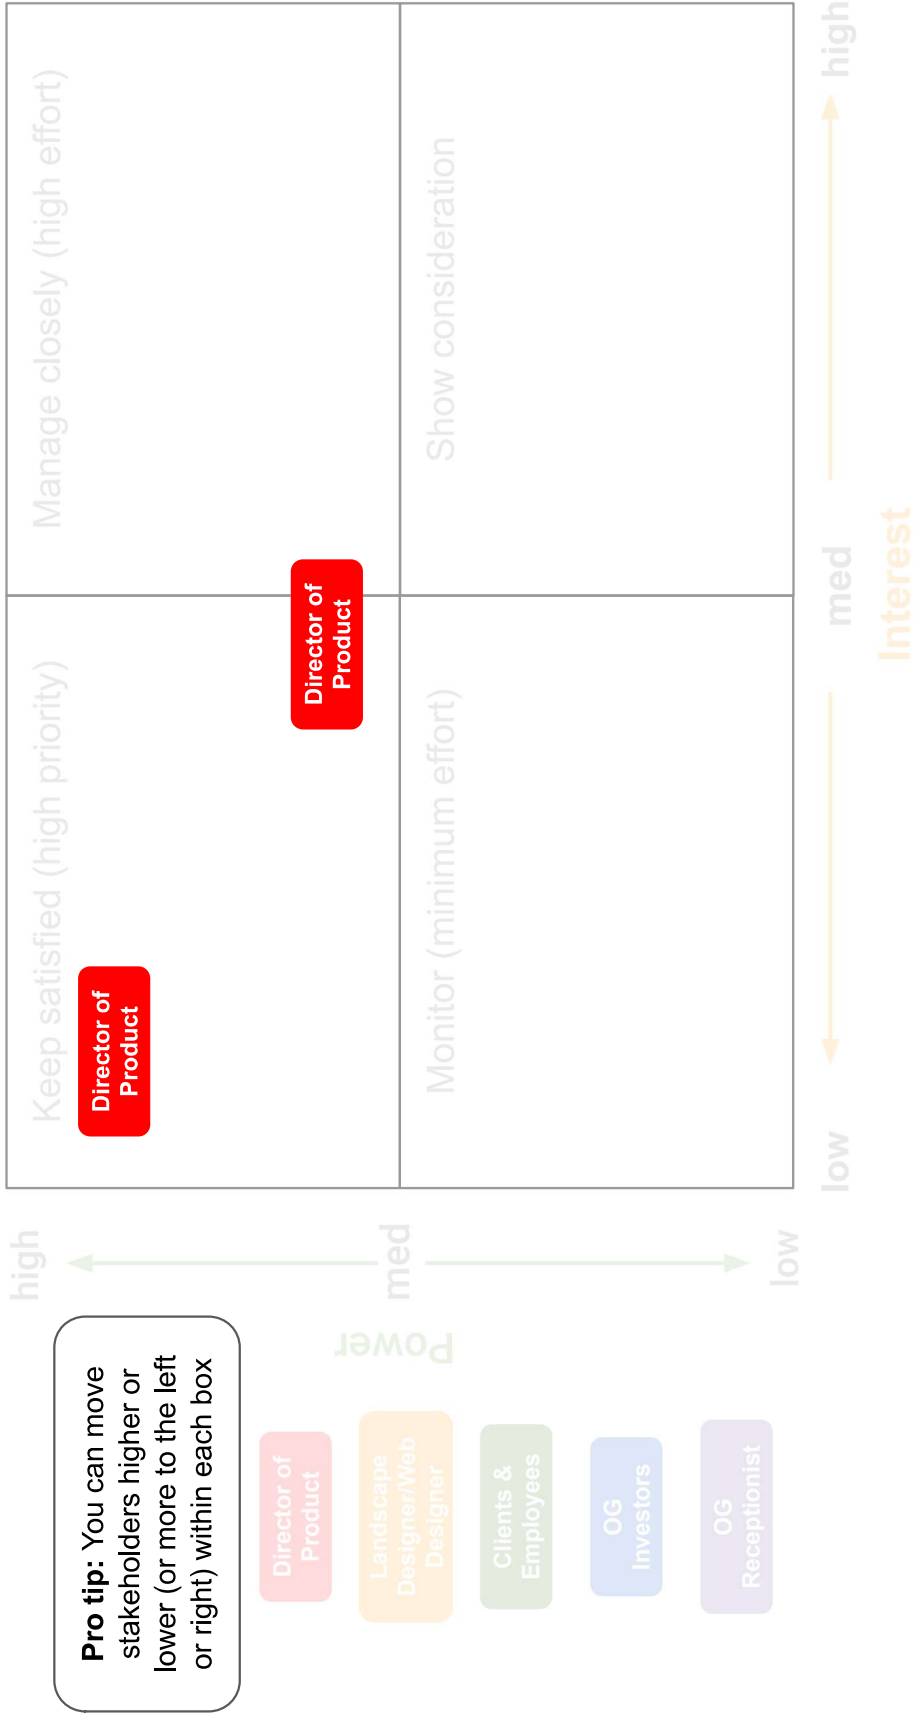 Pro tip: You can move
stakeholders higher or
lower (or more to the left
or right) within each box
Director of
Product
Landscape
Designer/Web
Designer
Clients &
Employees
OG
Investors
OG
Receptionist
Power
high
med
low
Keep satisfied (high priority)
Manage closely (high effort)
Director of
Product
Director of
Product
Monitor (minimum effort)
Show consideration
low
med
high
Interest